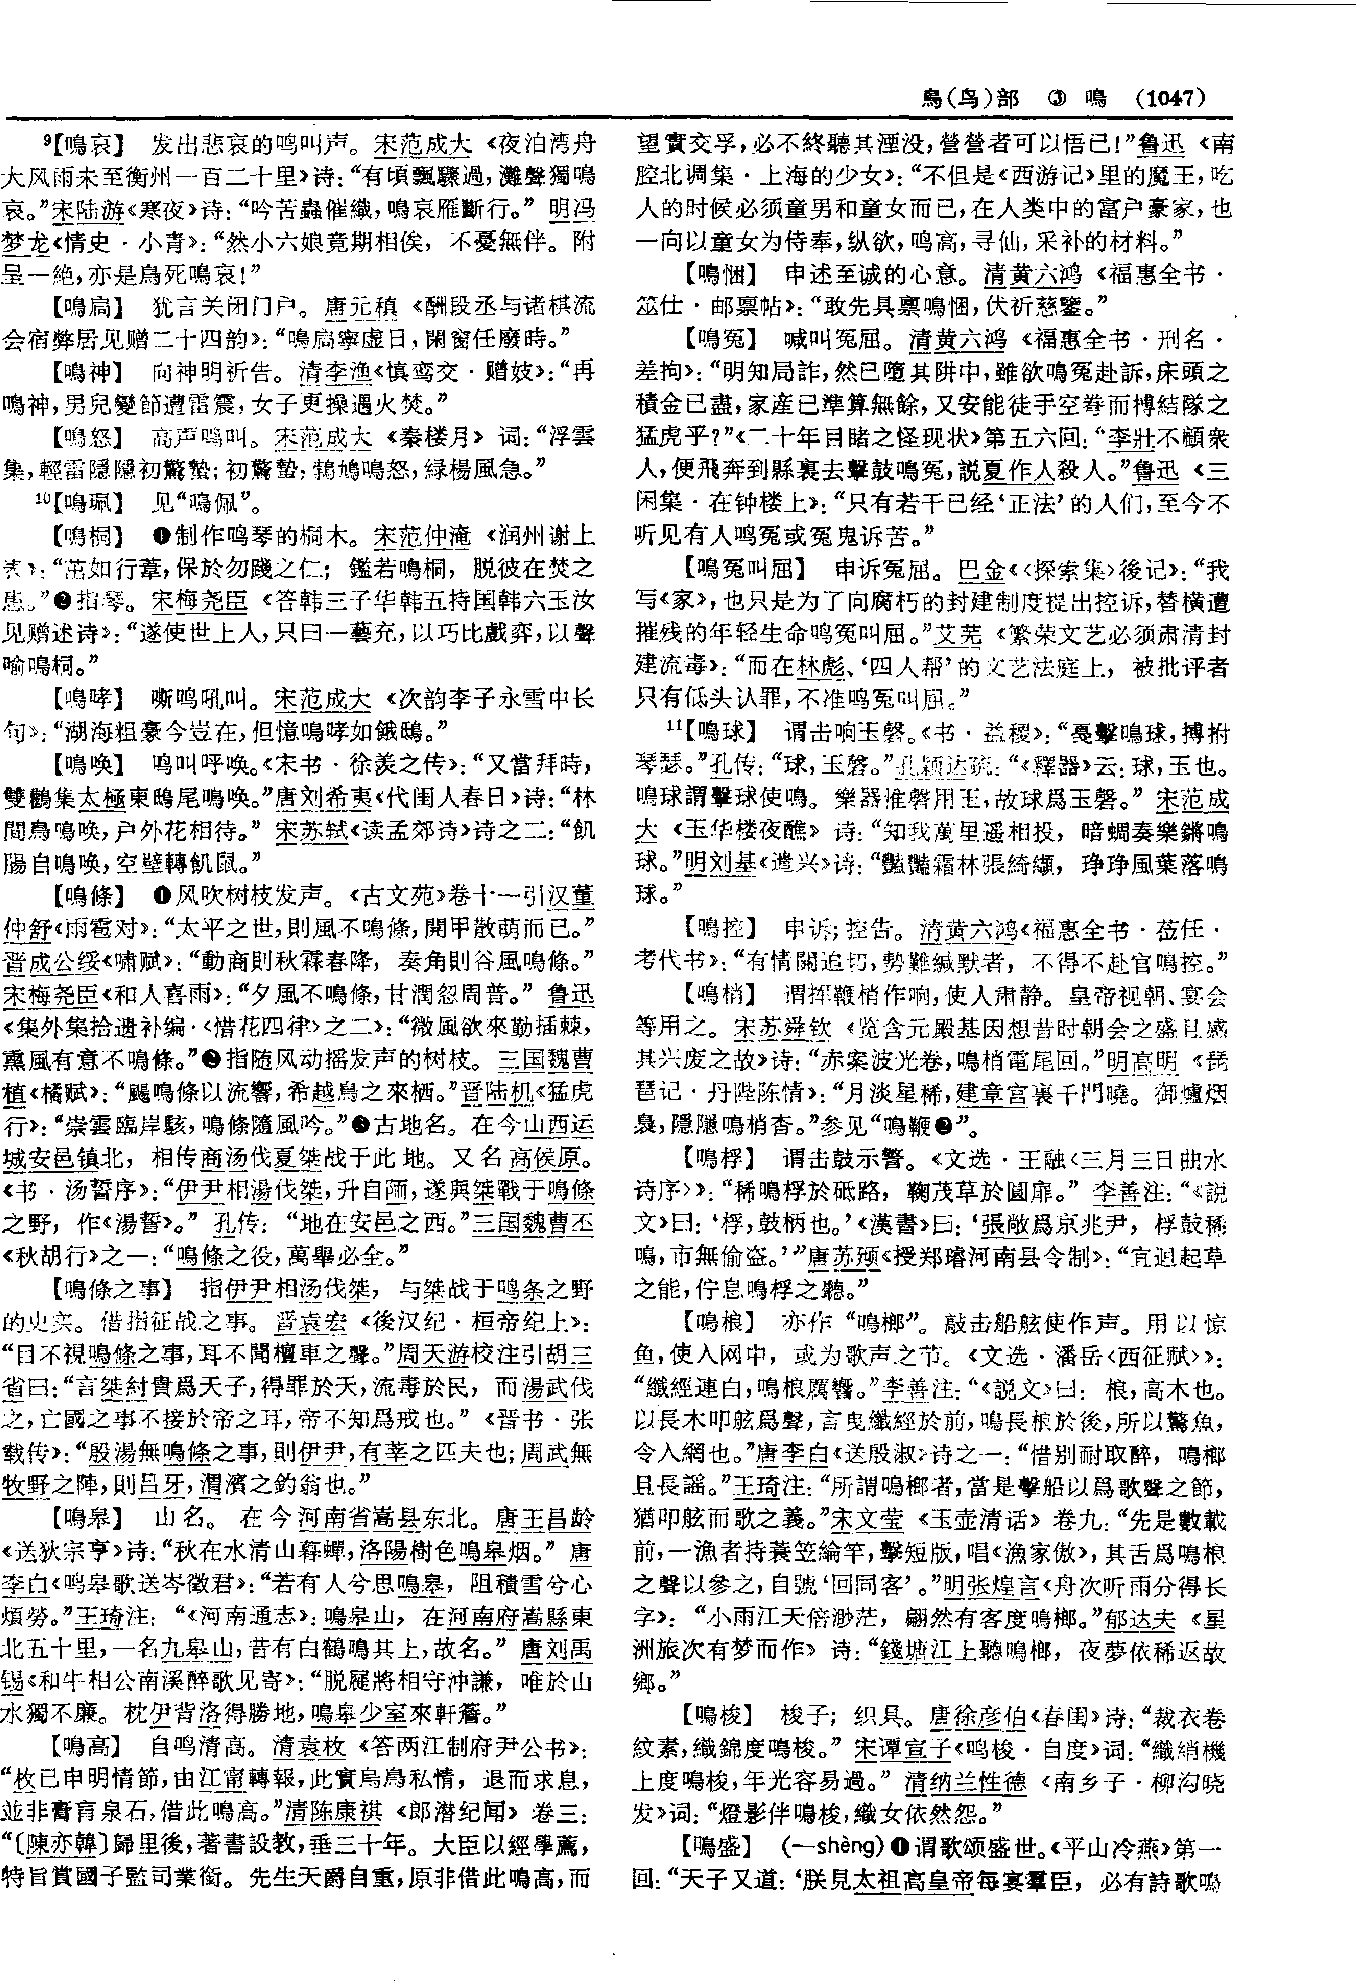 鳥(鸟)部 ③ 鳴 (1047)
⁹【鳴哀】 发出悲哀的鸣叫声。宋范成大《夜泊湾舟
大风雨未至衡州一百二十里》诗:“有頃飄驟過,灘聲獨鳴
哀。”宋陆游《寒夜》诗:“吟苦蟲催織,鳴哀雁斷行。” 明冯
梦龙《情史·小青》:“然小六娘竟期相俟, 不憂無伴。附
呈一絶,亦是鳥死鳴哀!”
【鳴扃】 犹言关闭门户。唐元稹《酬段丞与诸棋流
会宿弊居见赠二十四韵》:“鳴扃寧虚日,閑窗任廢時。”
【鳴神】 向神明祈告。清李渔《慎鸾交·赠妓》:“再
鳴神,男兒變節遭雷震,女子更操遇火焚。”
【鳴怒】 高声鸣叫。宋范成大《秦楼月》词:“浮雲
集,輕雷隱隱初驚蟄;初驚蟄,鵓鳩鳴怒,緑楊風急。”
¹⁰【鳴珮】 见“鳴佩”。
【鳴桐】 ❶制作鸣琴的桐木。宋范仲淹《润州谢上
表》:“茁如行葦,保於勿踐之仁; 鑑若鳴桐, 脱彼在焚之
患。”❷指琴。宋梅尧臣《答韩三子华韩五持国韩六玉汝
见赠述诗》:“遂使世上人,只曰一藝充,以巧比戲弈,以聲
喻鳴桐。”
【鳴哮】 嘶鸣吼叫。宋范成大《次韵李子永雪中长
句》:“湖海粗豪今豈在,但憶鳴哮如餓鴟。”
【鳴唤】 鸣叫呼唤。《宋书·徐羡之传》:“又當拜時,
雙鸛集太極東鴟尾鳴唤。”唐刘希夷《代闺人春日》诗:“林
間鳥鳴唤,户外花相待。” 宋苏轼《读孟郊诗》诗之二:“飢
腸自鳴唤,空壁轉飢鼠。”
【鳴條】 ❶风吹树枝发声。《古文苑》卷十一引汉董
仲舒《雨雹对》:“太平之世,則風不鳴條,開甲散萌而已。”
晋成公绥《啸赋》:“動商則秋霖春降, 奏角則谷風鳴條。”
宋梅尧臣《和人喜雨》:“夕風不鳴條,甘潤忽周普。” 鲁迅
《集外集拾遗补编·〈惜花四律〉之二》:“微風欲來勤插棘,
熏風有意不鳴條。”❷指随风动摇发声的树枝。三国魏曹
植《橘赋》:“颺鳴條以流響,希越鳥之來栖。”晋陆机《猛虎
行》:“崇雲臨岸駭,鳴條隨風吟。”❸古地名。在今山西运
城安邑镇北, 相传商汤伐夏桀战于此地。又名高侯原。
《书·汤誓序》:“伊尹相湯伐桀,升自陑,遂與桀戰于鳴條
之野, 作《湯誓》。” 孔传: “地在安邑之西。”三国魏曹丕
《秋胡行》之一:“鳴條之役,萬舉必全。”
【鳴條之事】 指伊尹相汤伐桀, 与桀战于鸣条之野
的史实。借指征战之事。晋袁宏《後汉纪·桓帝纪上》:
“目不視鳴條之事,耳不聞檀車之聲。”周天游校注引胡三
省曰:“言桀紂貴爲天子,得罪於天,流毒於民, 而湯武伐
之,亡國之事不接於帝之耳,帝不知爲戒也。”《晋书·张
载传》:“殷湯無鳴條之事,則伊尹,有莘之匹夫也;周武無
牧野之陣,則吕牙,渭濱之釣翁也。”
【鳴皋】 山名。 在今河南省嵩县东北。唐王昌龄
《送狄宗亨》诗:“秋在水清山暮蟬,洛陽樹色鳴皋烟。” 唐
李白《鸣皋歌送岑徵君》:“若有人兮思鳴皋, 阻積雪兮心
煩勞。”王琦注: “《河南通志》:鳴皋山, 在河南府嵩縣東
北五十里,一名九皋山,昔有白鶴鳴其上,故名。” 唐刘禹
锡《和牛相公南溪醉歌见寄》:“脱屣將相守沖謙, 唯於山
水獨不廉。枕伊背洛得勝地,鳴皋少室來軒簷。”
【鳴高】 自鸣清高。清袁枚《答两江制府尹公书》:
“枚已申明情節,由江甯轉報,此實烏鳥私情, 退而求息,
並非膏肓泉石,借此鳴高。”清陈康祺《郎潜纪闻》卷三:
“〔陳亦韓〕歸里後,著書設教,垂三十年。大臣以經學薦,
特旨賞國子監司業銜。先生天爵自重,原非借此鳴高,而
望實交孚,必不終聽其湮没,營營者可以悟已!”鲁迅《南
腔北调集·上海的少女》:“不但是《西游记》里的魔王,吃
人的时候必须童男和童女而已,在人类中的富户豪家,也
一向以童女为侍奉,纵欲,鸣高,寻仙,采补的材料。”
【鳴悃】 申述至诚的心意。清黄六鸿《福惠全书·
筮仕·邮禀帖》:“敢先具禀鳴悃,伏祈慈鑒。”
【鳴冤】 喊叫冤屈。清黄六鸿《福惠全书·刑名·
差拘》:“明知局詐,然已墮其阱中,雖欲鳴冤赴訴,床頭之
積金已盡,家産已準算無餘,又安能徒手空拳而搏結隊之
猛虎乎?”《二十年目睹之怪现状》第五六回:“李壯不顧衆
人,便飛奔到縣裏去擊鼓鳴冤,説夏作人殺人。”鲁迅《三
闲集·在钟楼上》:“只有若干已经‘正法’的人们,至今不
听见有人鸣冤或冤鬼诉苦。”
【鳴冤叫屈】 申诉冤屈。巴金《〈探索集〉後记》:“我
写《家》,也只是为了向腐朽的封建制度提出控诉,替横遭
摧残的年轻生命鸣冤叫屈。”艾芜《繁荣文艺必须肃清封
建流毒》:“而在林彪、‘四人帮’的文艺法庭上, 被批评者
只有低头认罪,不准鸣冤叫屈。”
¹¹【鳴球】 谓击响玉磬。《书·益稷》:“戛擊鳴球,搏拊
琴瑟。”孔传:“球,玉磬。”孔颖达疏:“《釋器》云:球,玉也。
鳴球謂擊球使鳴。樂器惟磬用玉,故球爲玉磬。” 宋范成
大《玉华楼夜醮》诗:“知我萬里遥相投, 暗蜩奏樂鏘鳴
球。”明刘基《遣兴》诗:“豔豔霜林張綺纈, 琤琤風葉落鳴
球。”
【鳴控】 申诉;控告。清黄六鸿《福惠全书·莅任·
考代书》:“有情關迫切,勢難緘默者, 不得不赴官鳴控。”
【鳴梢】 谓挥鞭梢作响,使人肃静。皇帝视朝、宴会
等用之。宋苏舜钦《览含元殿基因想昔时朝会之盛且感
其兴废之故》诗:“赤案波光卷,鳴梢電尾回。”明高明《琵
琶记·丹陛陈情》:“月淡星稀,建章宫裏千門曉。御爐烟
裊,隱隱鳴梢杳。”参见“鳴鞭❷”。
【鳴桴】 谓击鼓示警。《文选·王融〈三月三日曲水
诗序〉》:“稀鳴桴於砥路, 鞠茂草於圓扉。” 李善注:“《説
文》曰:‘桴,鼓柄也。’《漢書》曰:‘張敞爲京兆尹, 桴鼓稀
鳴,市無偷盗。’”唐苏颋《授郑璿河南县令制》:“宜迴起草
之能,佇息鳴桴之聽。”
【鳴桹】 亦作“鳴榔”。敲击船舷使作声。用以惊
鱼,使入网中, 或为歌声之节。《文选·潘岳〈西征赋〉》:
“纖經連白,鳴桹厲響。”李善注:“《説文》曰: 桹,高木也。
以長木叩舷爲聲,言曳纖經於前,鳴長桹於後,所以驚魚,
令入網也。”唐李白《送殷淑》诗之一:“惜别耐取醉, 鳴榔
且長謡。”王琦注:“所謂鳴榔者,當是擊船以爲歌聲之節,
猶叩舷而歌之義。”宋文莹《玉壶清话》卷九:“先是數載
前,一漁者持蓑笠綸竿,擊短版,唱《漁家傲》,其舌爲鳴桹
之聲以參之,自號‘回同客’。”明张煌言《舟次听雨分得长
字》: “小雨江天倍渺茫, 翩然有客度鳴榔。”郁达夫《星
洲旅次有梦而作》诗:“錢塘江上聽鳴榔, 夜夢依稀返故
鄉。”
【鳴梭】 梭子; 织具。唐徐彦伯《春闺》诗:“裁衣卷
紋素,織錦度鳴梭。” 宋谭宣子《鸣梭·自度》词:“織綃機
上度鳴梭,年光容易過。” 清纳兰性德《南乡子·柳沟晓
发》词:“燈影伴鳴梭,織女依然怨。”
【鳴盛】 (—shèng)❶谓歌颂盛世。《平山冷燕》第一
回:“天子又道:‘朕見太祖高皇帝每宴羣臣, 必有詩歌鳴